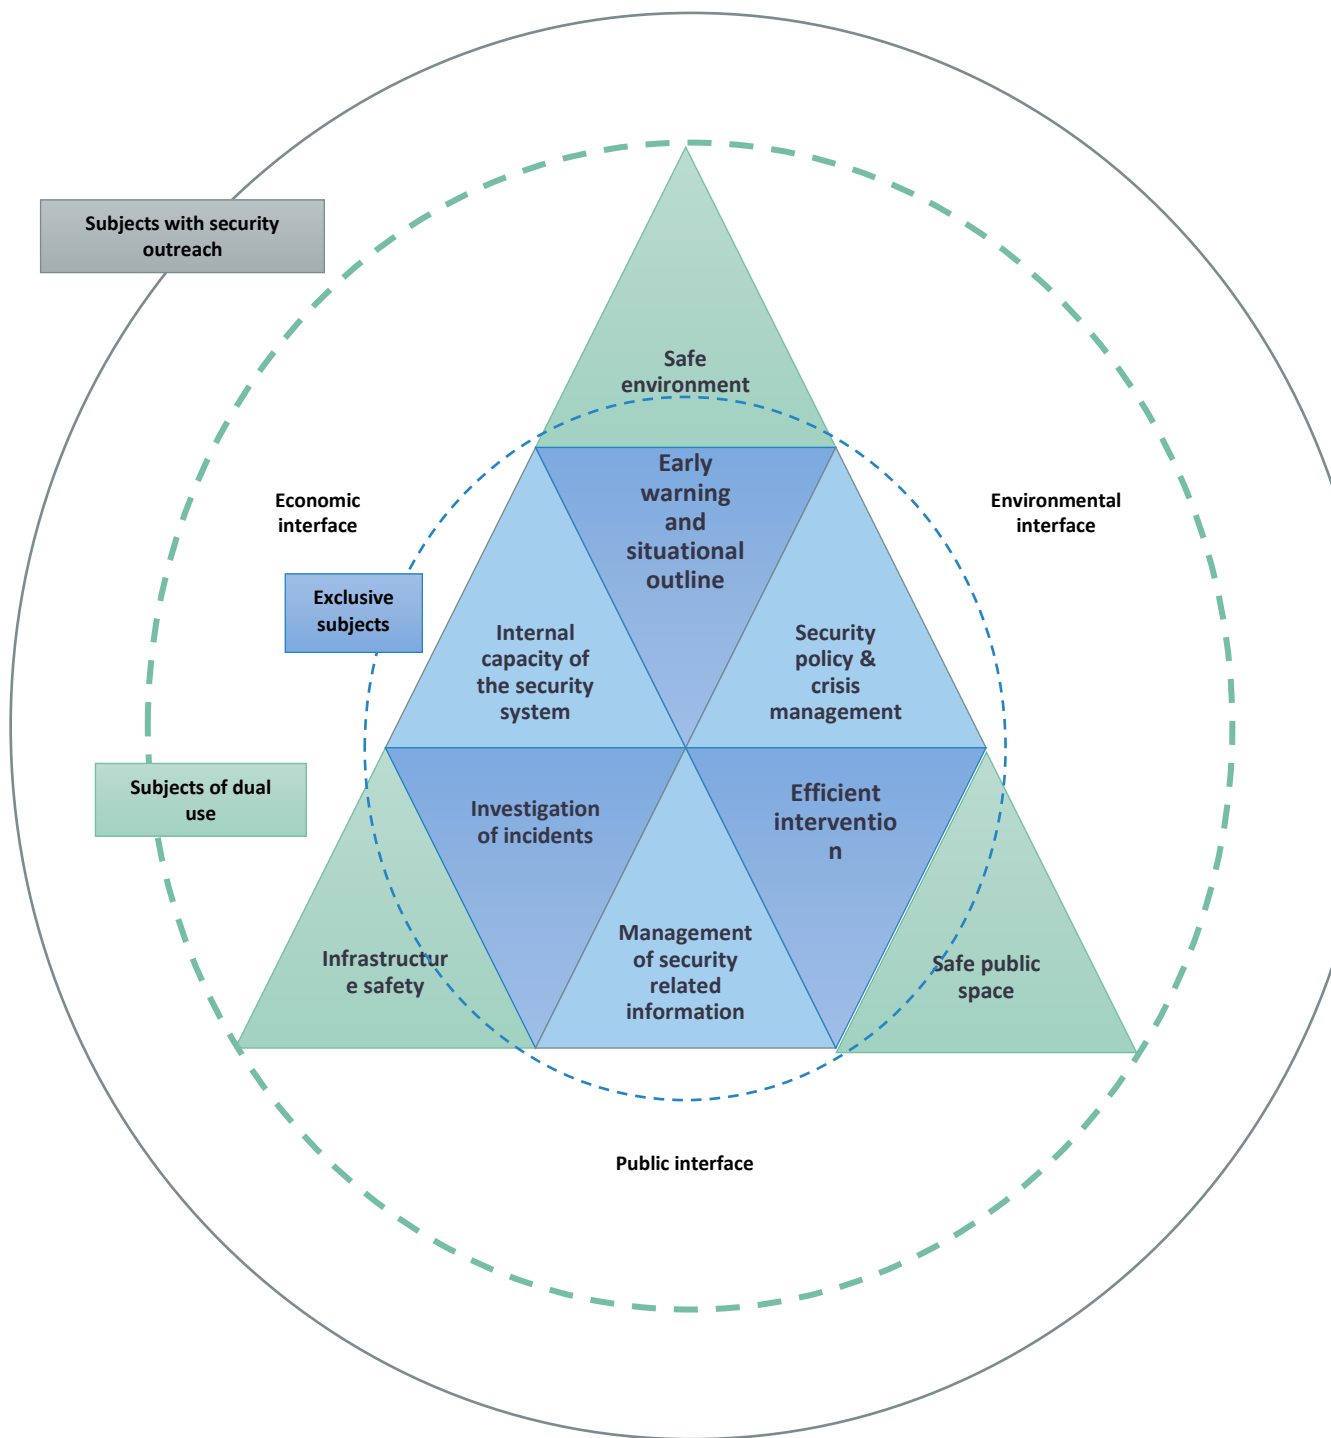 Subjects with security
outreach
Safe
environment
Early
warning
and
situational
outline
Economic
interface
Environmental
interface
Exclusive
subjects
Internal
capacity of
the security
system
Security
policy &
crisis
management
Subjects of dual
use
Investigation
of incidents
Efficient
interventio
n
Infrastructur
e safety
Management
of security
related
information
Safe public
space
Public interface